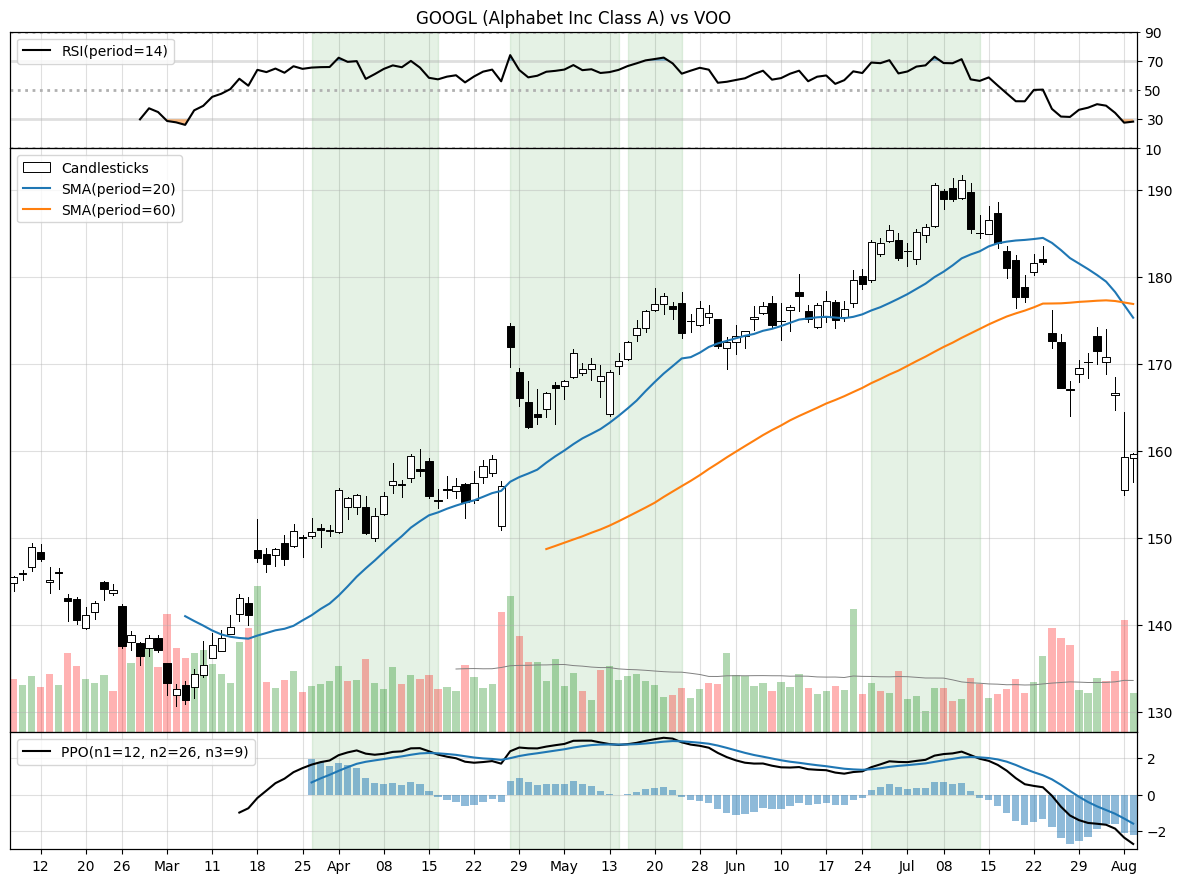 GOOGL (Alphabet Inc Class A) vs VOO
RSI(period=14)
90
70
50
30
10
Candlesticks
SMA(period=20)
SMA(period=60)
190
180
170
160
150
140
130
PPO(n1=12, n2=26, n3=9)
2
0
−2
12 20 26 Mar 11 18 25 Apr 08 15 22 29 May 13 20 28 Jun 10 17 24 Jul 08 15 22 29 Aug